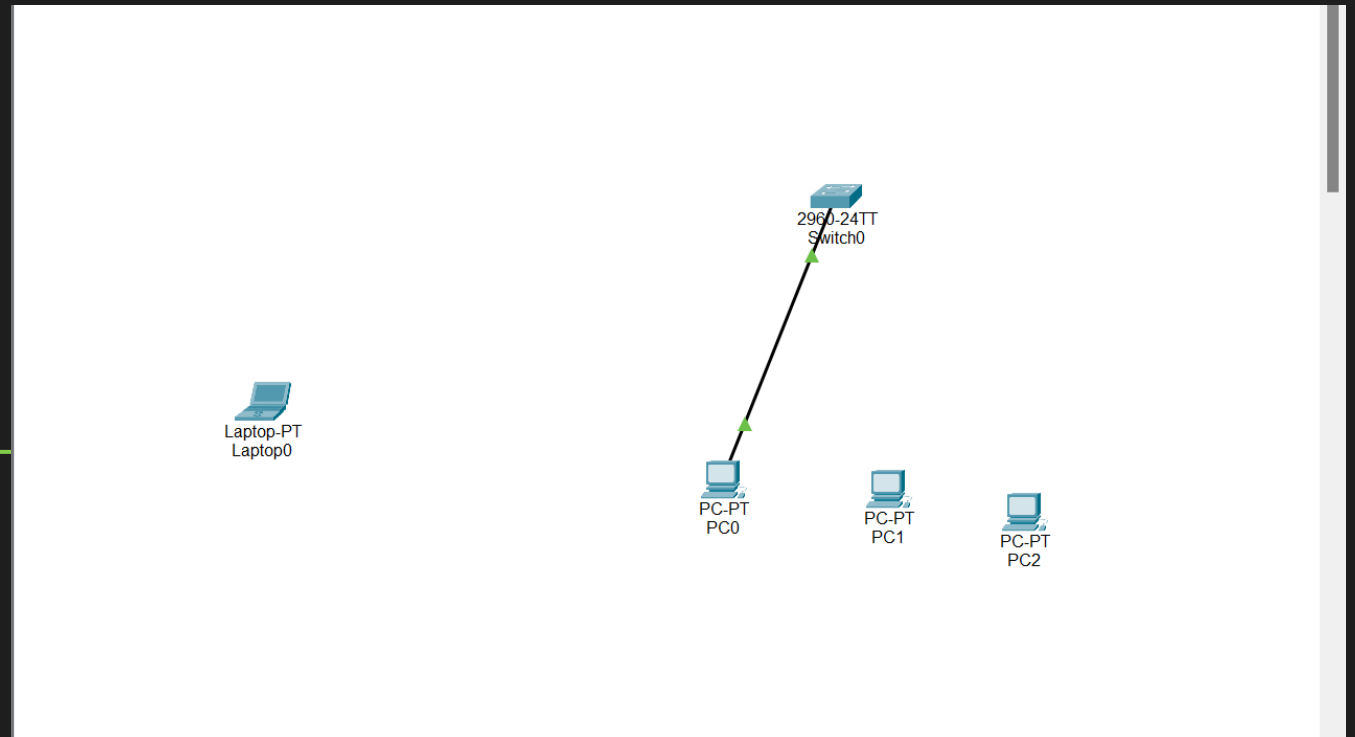 2960-24TT
Switch0
Laptop-PT
Laptop0
PC-PT
PC0
PC-PT
PC1
PC-PT
PC2